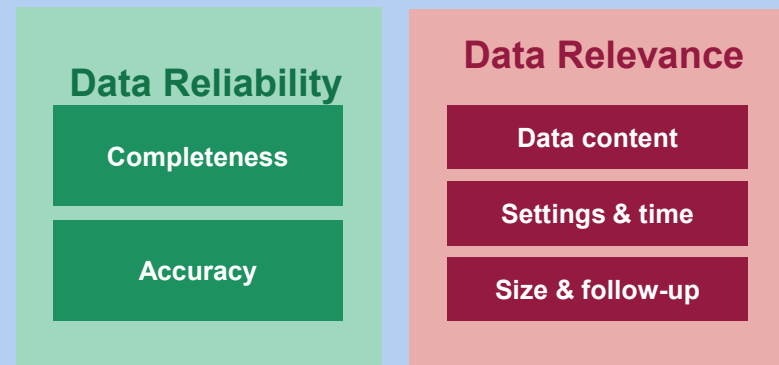 Data Reliability
Completeness
Accuracy
Data Relevance
Data content
Settings & time
Size & follow-up